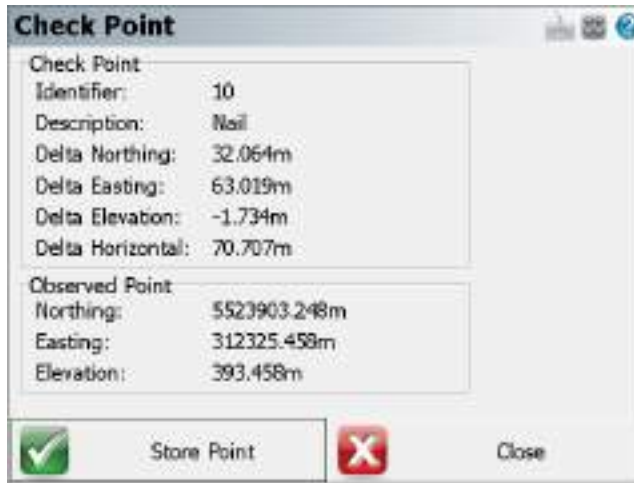 Check Point
Check Point
Identifier: 10
Description: Nail
Delta Northing: 32.064m
Delta Easting: 63.019m
Delta Elevation: -1.734m
Delta Horizontal: 70.707m
Observed Point
Northing: 5523903.248m
Easting: 312325.458m
Elevation: 393.458m
Store Point Close